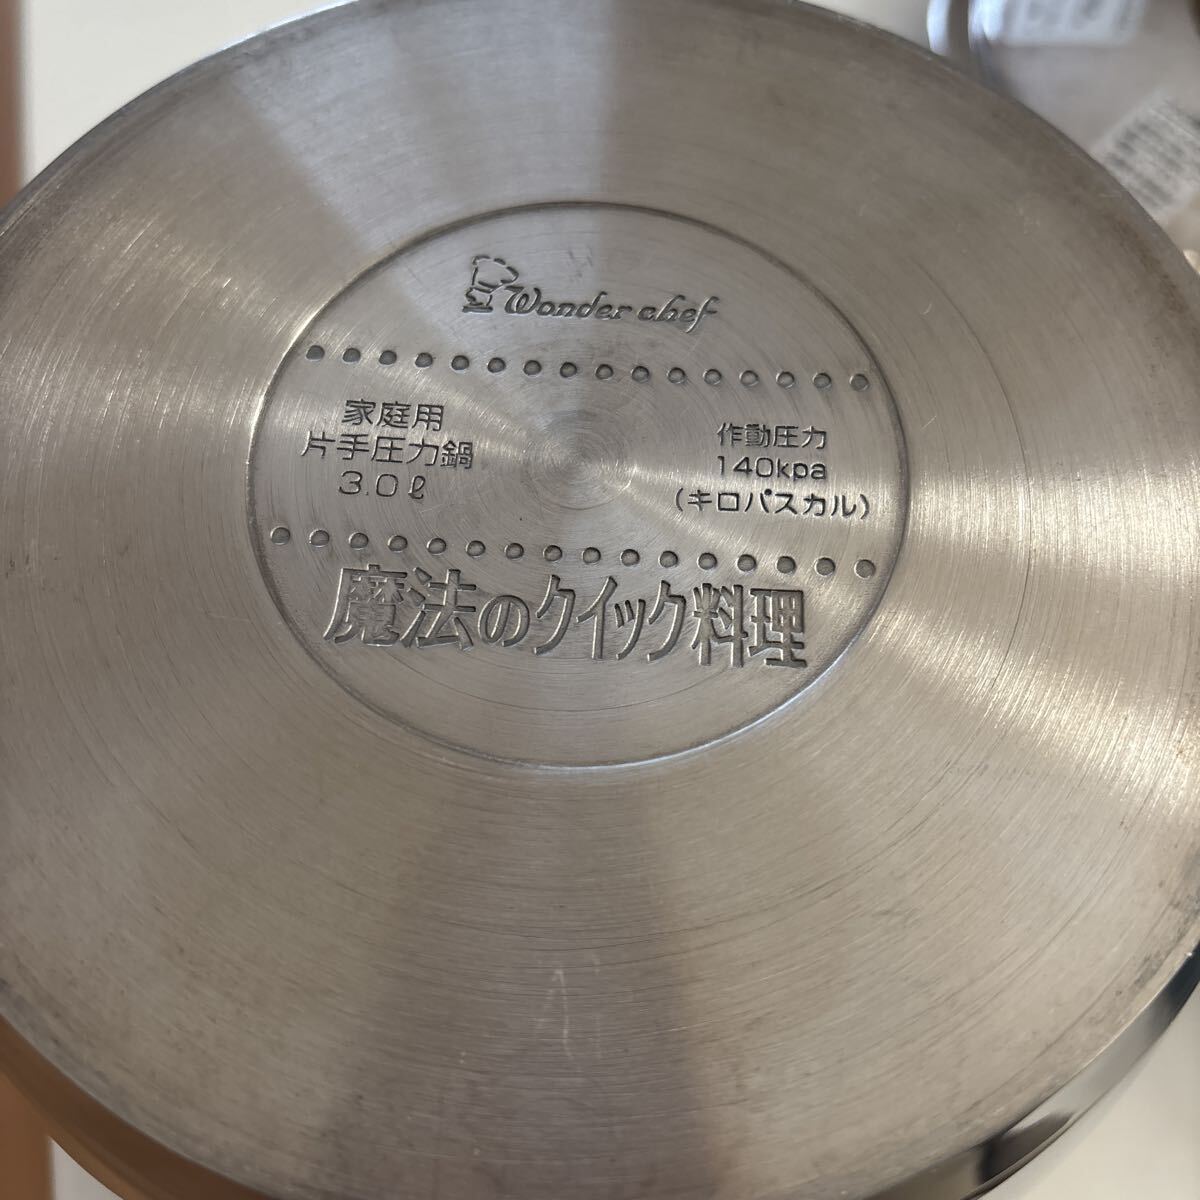 Wonder chef
家庭用
片手圧力鍋
3.0ℓ
作動圧力
140kpa
(キロパスカル)
魔法のクイック料理